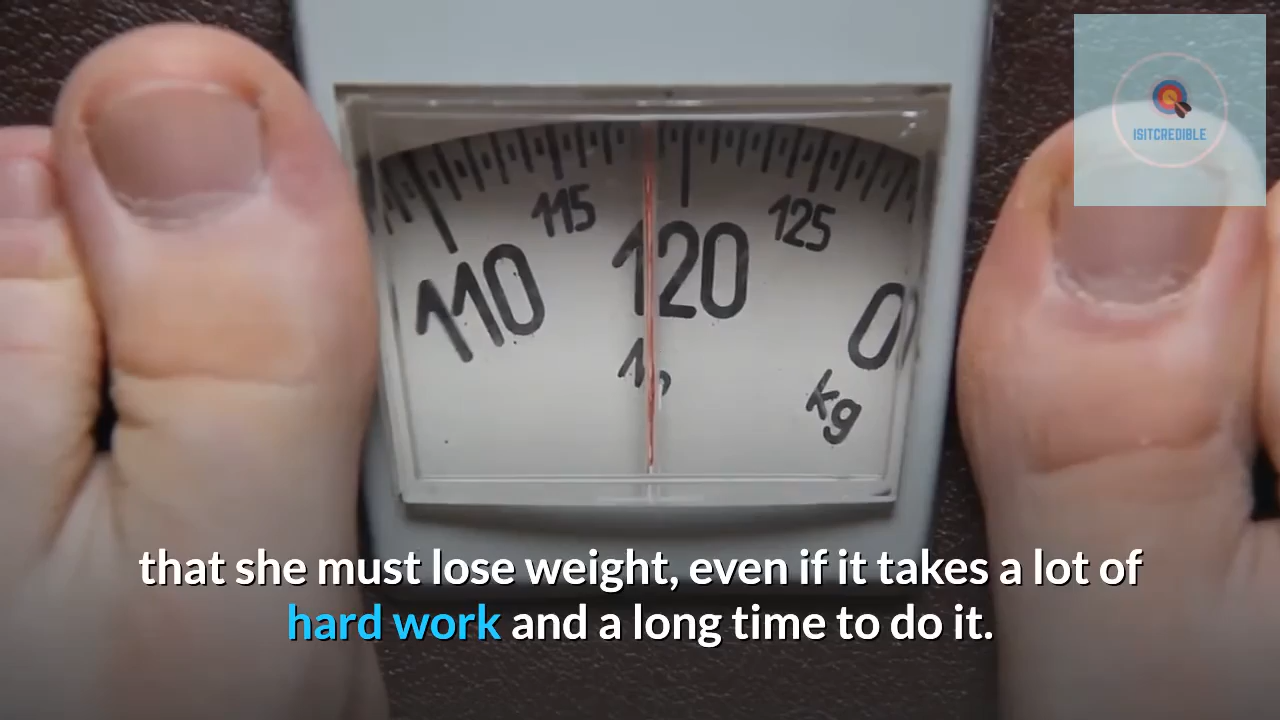 ISITCREDIBLE
115
125
110
120
0
kg
that she must lose weight, even if it takes a lot of
hard work and a long time to do it.